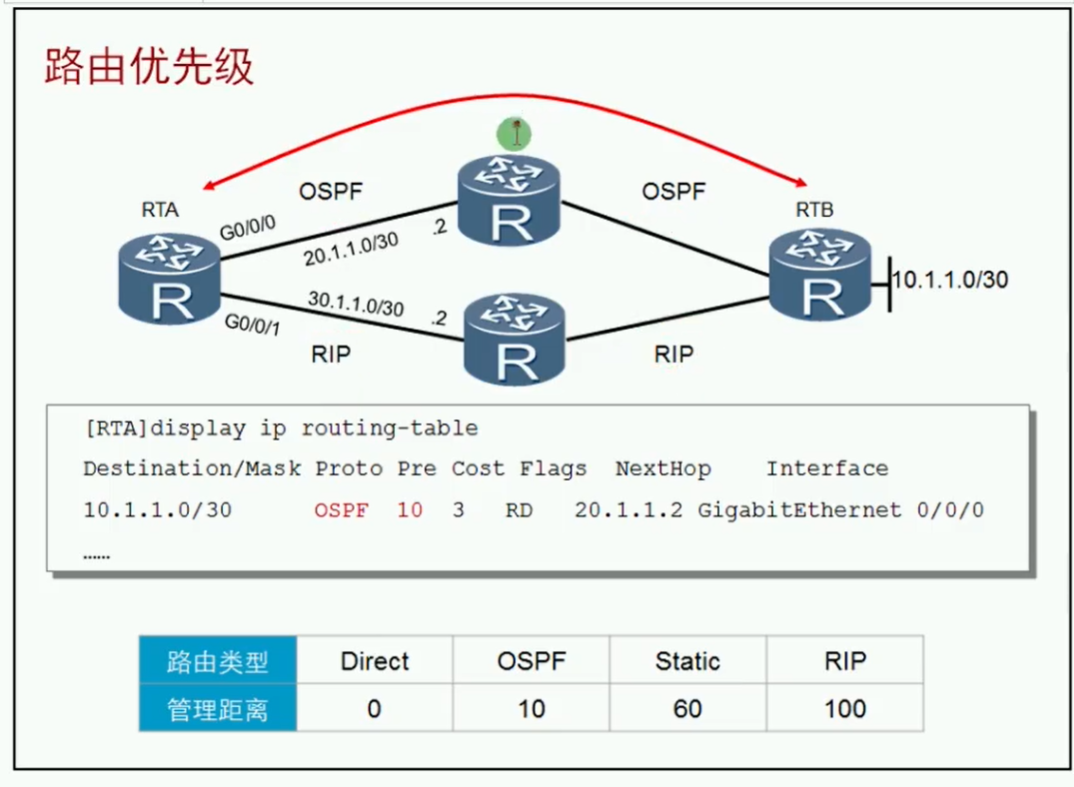 路由优先级
OSPF
OSPF
RTA
RTB
G0/0/0
20.1.1.0/30
.2
R
R
R
10.1.1.0/30
30.1.1.0/30
.2
G0/0/1
R
RIP
RIP
[RTA]display ip routing-table
Destination/Mask Proto Pre Cost Flags NextHop Interface
10.1.1.0/30 OSPF 10 3 RD 20.1.1.2 GigabitEthernet 0/0/0
......
路由类型 Direct OSPF Static RIP
管理距离 0 10 60 100